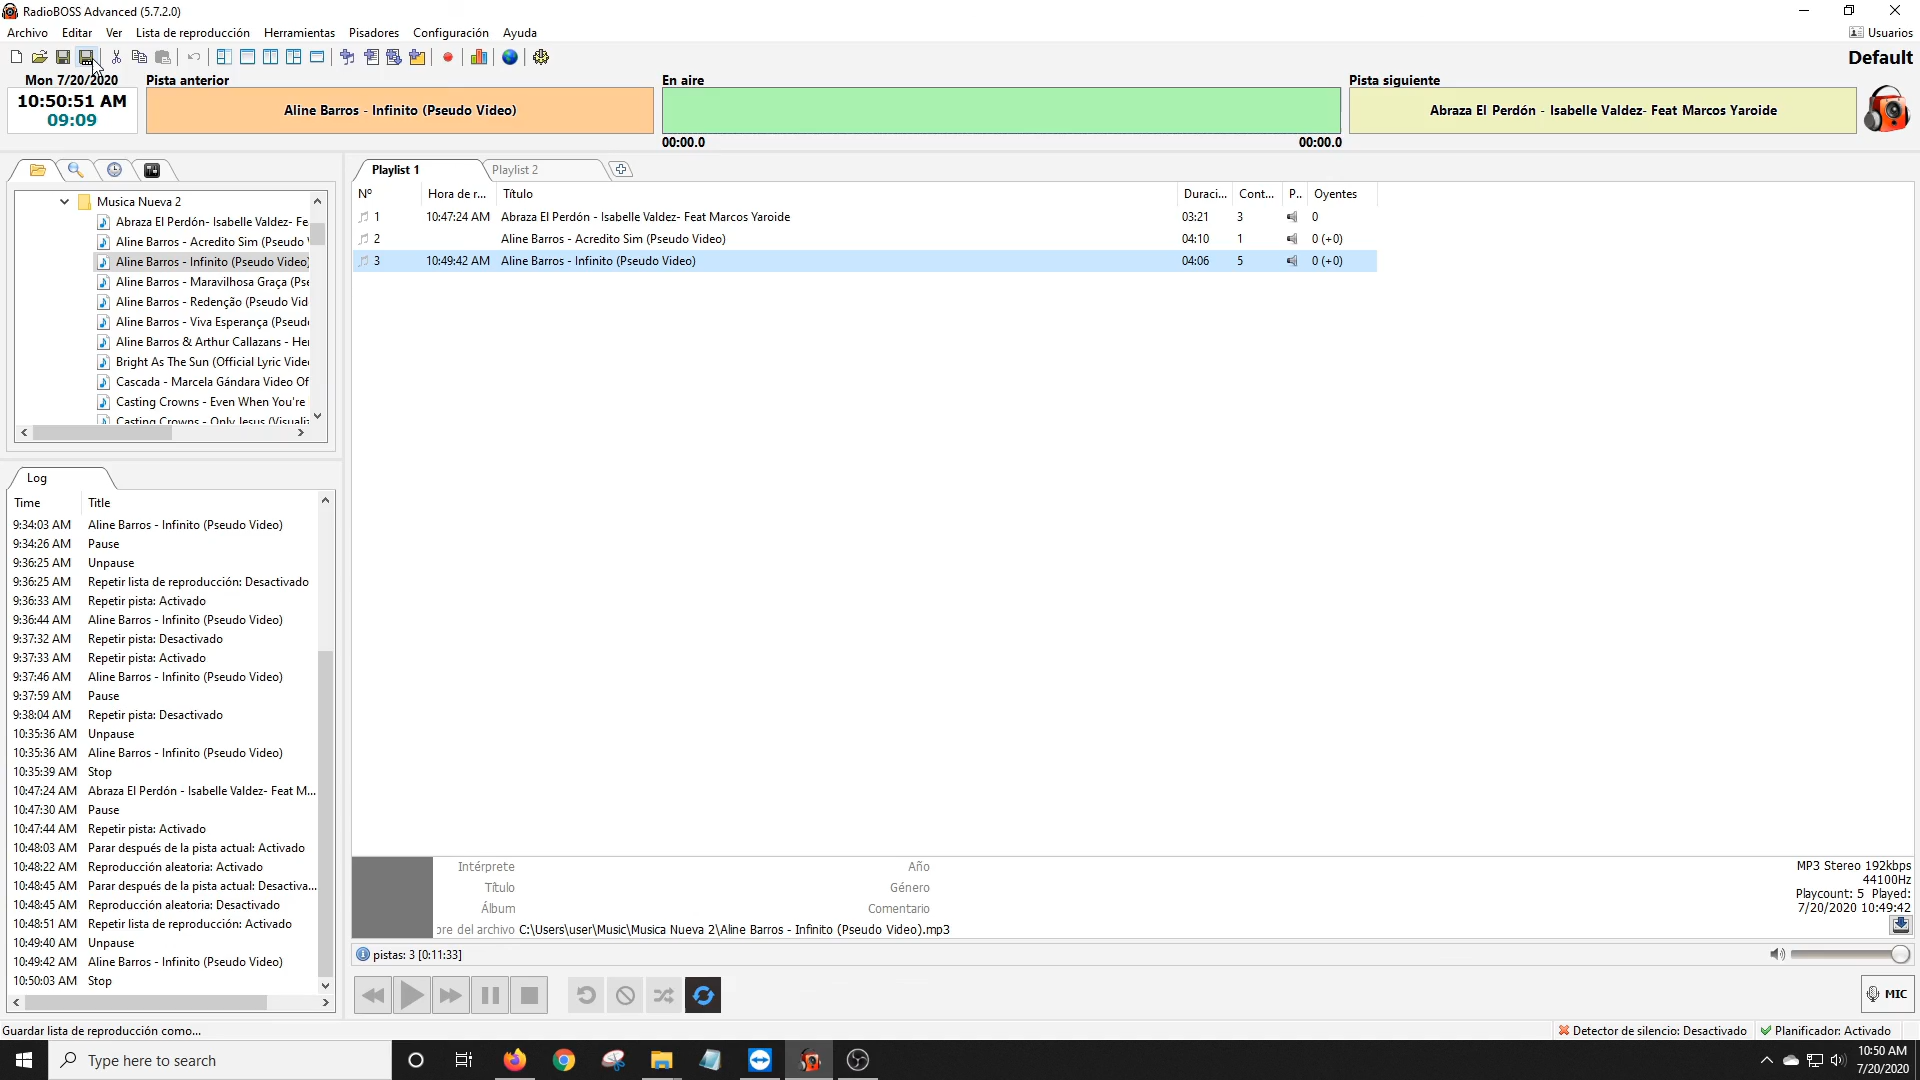 RadioBOSS Advanced (5.7.2.0)
Archivo Editar Ver Lista de reproducción Herramientas Pisadores Configuración Ayuda
Usuarios
Default
Mon 7/20/2020
10:50:51 AM
09:09
Pista anterior
Aline Barros - Infinito (Pseudo Video)
En aire
00:00.0 00:00.0
Pista siguiente
Abraza El Perdón - Isabelle Valdez- Feat Marcos Yaroide
Musica Nueva 2
Abraza El Perdón- Isabelle Valdez- Fe
Aline Barros - Acredito Sim (Pseudo
Aline Barros - Infinito (Pseudo Video)
Aline Barros - Maravilhosa Graça (Pse
Aline Barros - Redenção (Pseudo Vid
Aline Barros - Viva Esperança (Pseud
Aline Barros & Arthur Callazans - He
Bright As The Sun (Official Lyric Vide
Cascada - Marcela Gándara Video Of
Casting Crowns - Even When You're
Casting Crowns - Only Jesus (Visualiz
Log
Time Title
9:34:03 AM Aline Barros - Infinito (Pseudo Video)
9:34:26 AM Pause
9:36:25 AM Unpause
9:36:25 AM Repetir lista de reproducción: Desactivado
9:36:33 AM Repetir pista: Activado
9:36:44 AM Aline Barros - Infinito (Pseudo Video)
9:37:32 AM Repetir pista: Desactivado
9:37:33 AM Repetir pista: Activado
9:37:46 AM Aline Barros - Infinito (Pseudo Video)
9:37:59 AM Pause
9:38:04 AM Repetir pista: Desactivado
10:35:36 AM Unpause
10:35:36 AM Aline Barros - Infinito (Pseudo Video)
10:35:39 AM Stop
10:47:24 AM Abraza El Perdón - Isabelle Valdez- Feat M...
10:47:30 AM Pause
10:47:44 AM Repetir pista: Activado
10:48:03 AM Parar después de la pista actual: Activado
10:48:22 AM Reproducción aleatoria: Activado
10:48:45 AM Parar después de la pista actual: Desactiva...
10:48:45 AM Reproducción aleatoria: Desactivado
10:48:51 AM Repetir lista de reproducción: Activado
10:49:40 AM Unpause
10:49:42 AM Aline Barros - Infinito (Pseudo Video)
10:50:03 AM Stop
Playlist 1 Playlist 2
Nº Hora de r... Título Duraci... Cont... P.. Oyentes
1 10:47:24 AM Abraza El Perdón - Isabelle Valdez- Feat Marcos Yaroide 03:21 3 0
2 Aline Barros - Acredito Sim (Pseudo Video) 04:10 1 0 (+0)
3 10:49:42 AM Aline Barros - Infinito (Pseudo Video) 04:06 5 0 (+0)
Intérprete Año
Título Género
Álbum Comentario
ore del archivo C:\Users\user\Music\Musica Nueva 2\Aline Barros - Infinito (Pseudo Video).mp3
MP3 Stereo 192kbps
44100Hz
Playcount: 5 Played:
7/20/2020 10:49:42
pistas: 3 [0:11:33]
MIC
Guardar lista de reproducción como...
Detector de silencio: Desactivado Planificador: Activado
Type here to search
10:50 AM
7/20/2020